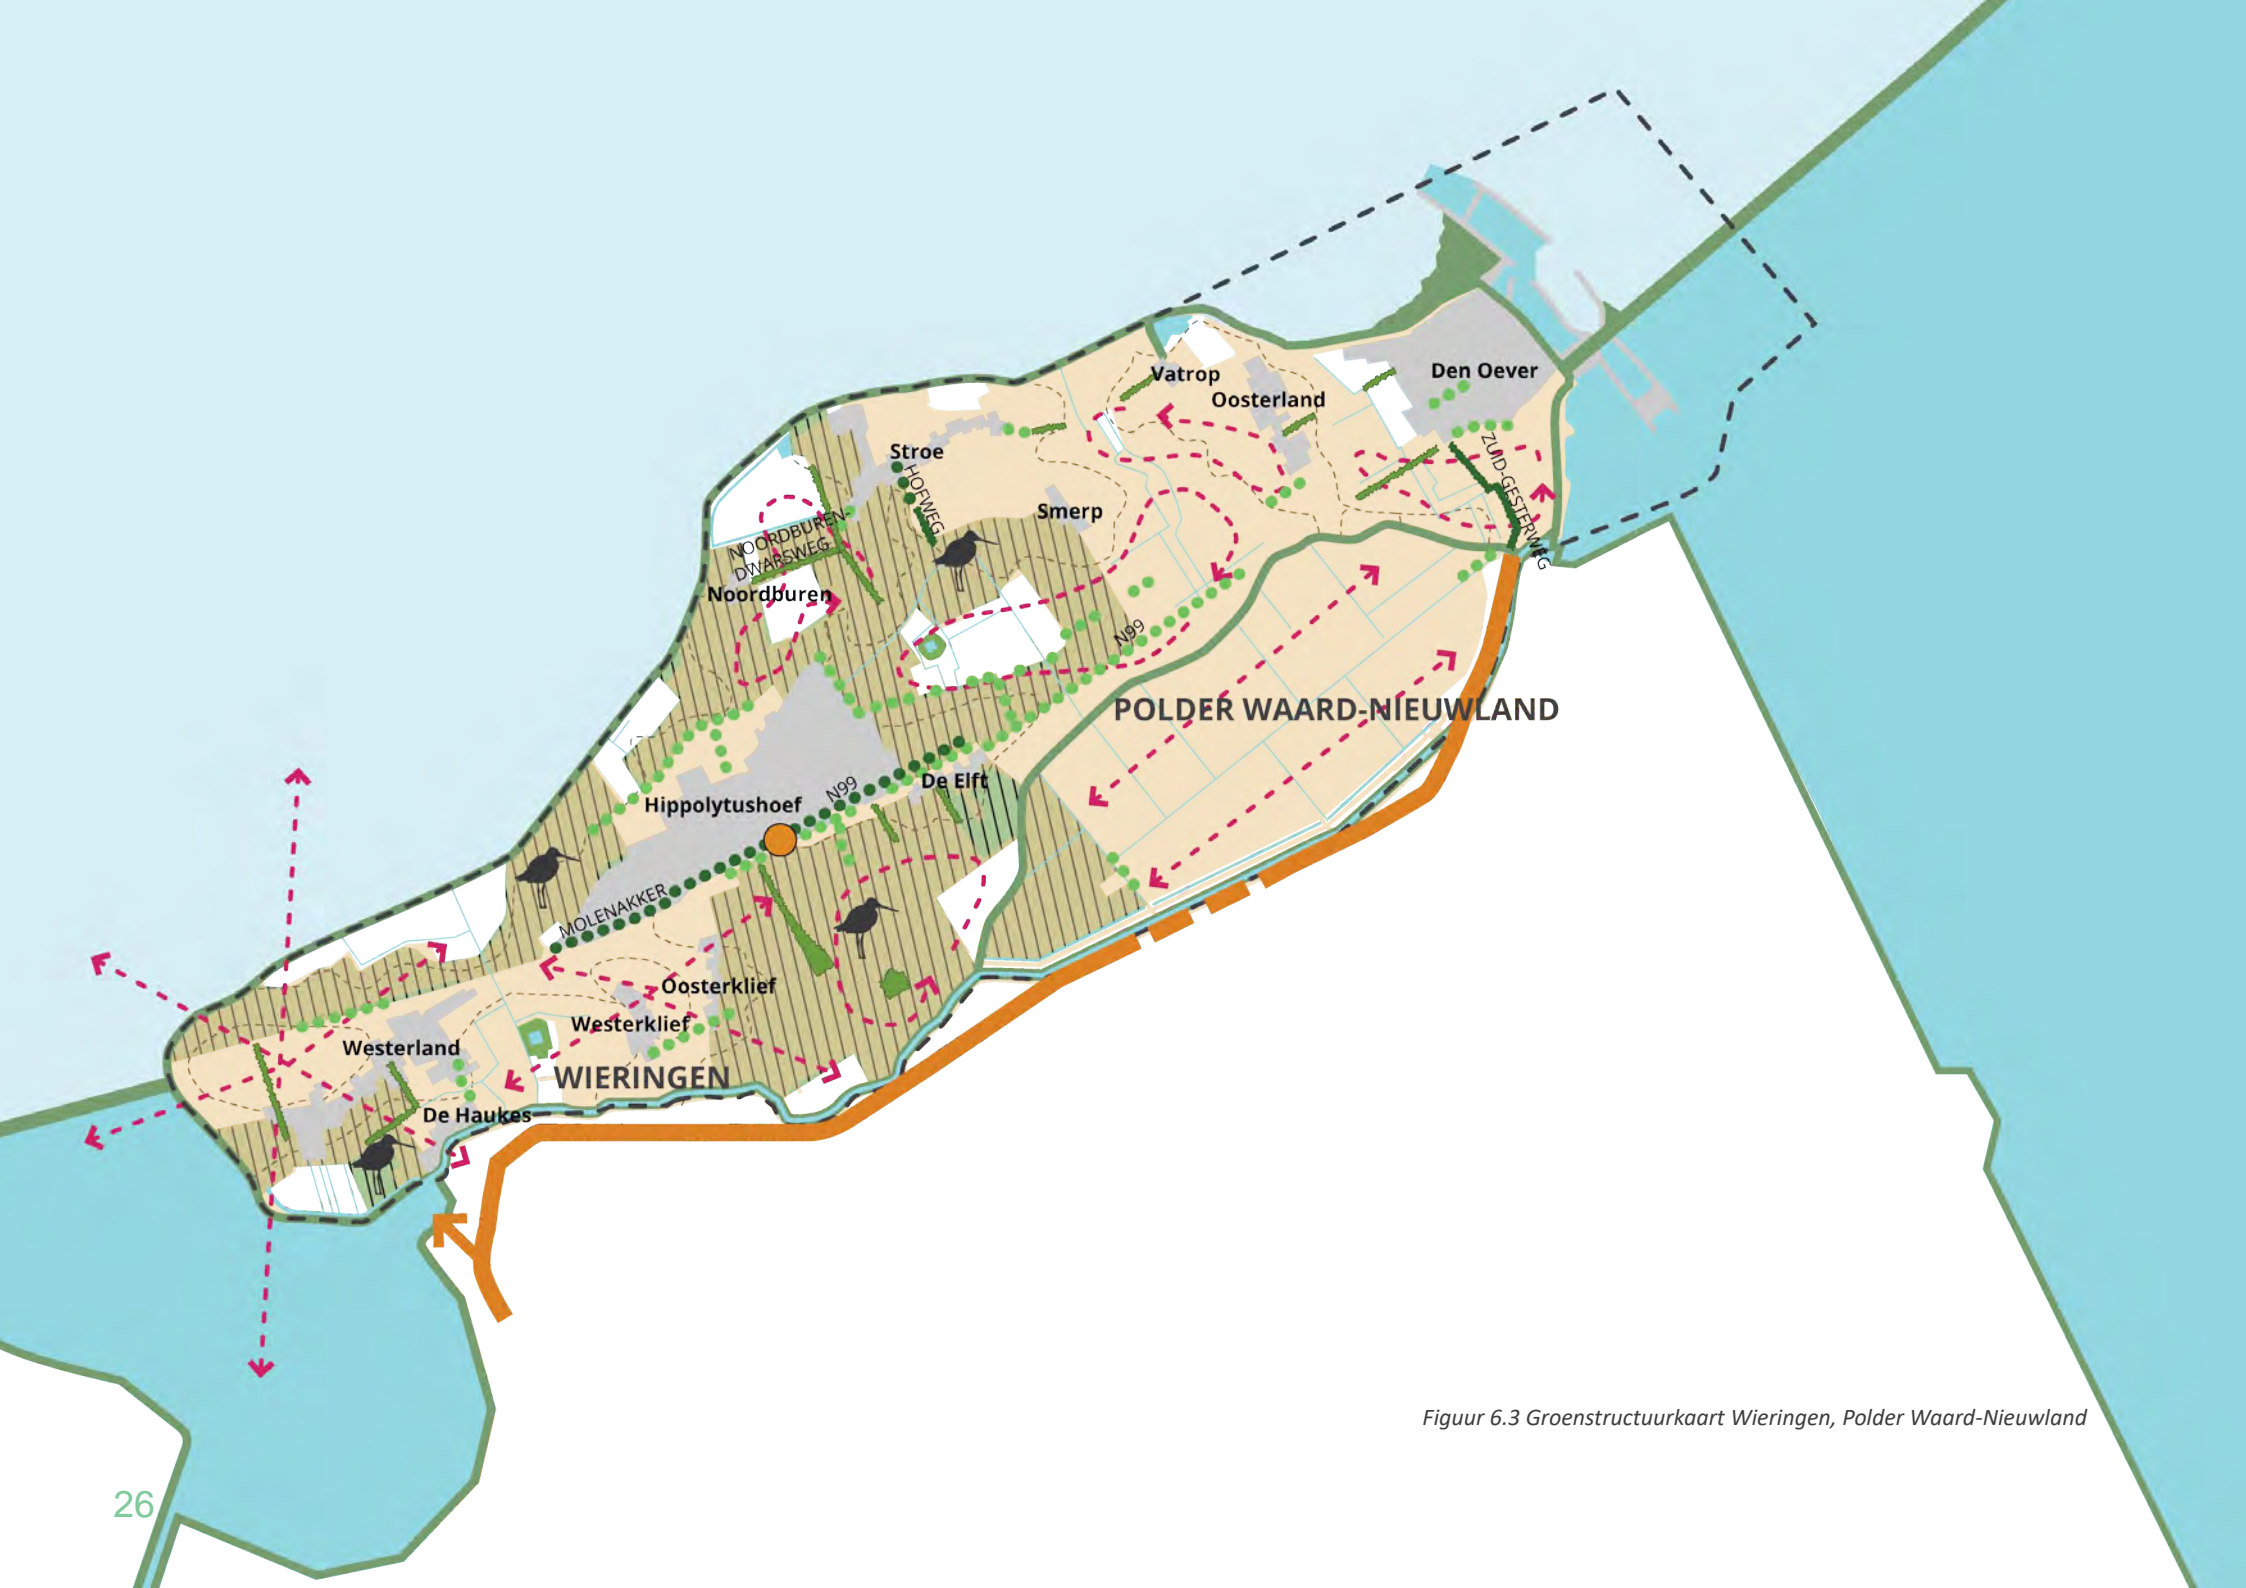 Den Oever
Vatrop
Oosterland
ZUID-GESTERWEG
Stroe
HOFWEG
Smerp
NOORDBUREN-
DWARSWEG
Noordburen
N99
POLDER WAARD-NIEUWLAND
De Elft
N99
Hippolytushoef
MOLENAKKER
Oosterklief
Westerklief
Westerland
WIERINGEN
De Haukes
Figuur 6.3 Groenstructuurkaart Wieringen, Polder Waard-Nieuwland
26